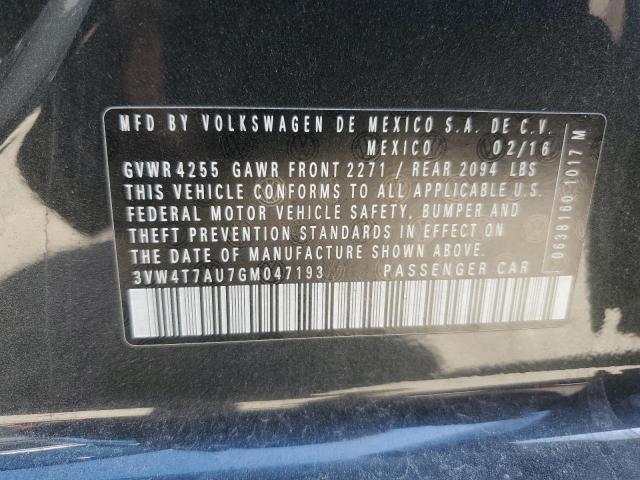 MFD BY VOLKSWAGEN DE MEXICO S.A. DE C.V.
MEXICO 02/16
GVWR 4255 GAWR FRONT 2271 / REAR 2094 LBS
THIS VEHICLE CONFORMS TO ALL APPLICABLE U.S.
FEDERAL MOTOR VEHICLE SAFETY, BUMPER AND
THEFT PREVENTION STANDARDS IN EFFECT ON
THE DATE OF MANUFACTURE SHOWN ABOVE.
3VW4T7AU7GM047193 PASSENGER CAR
0638160 1017 M